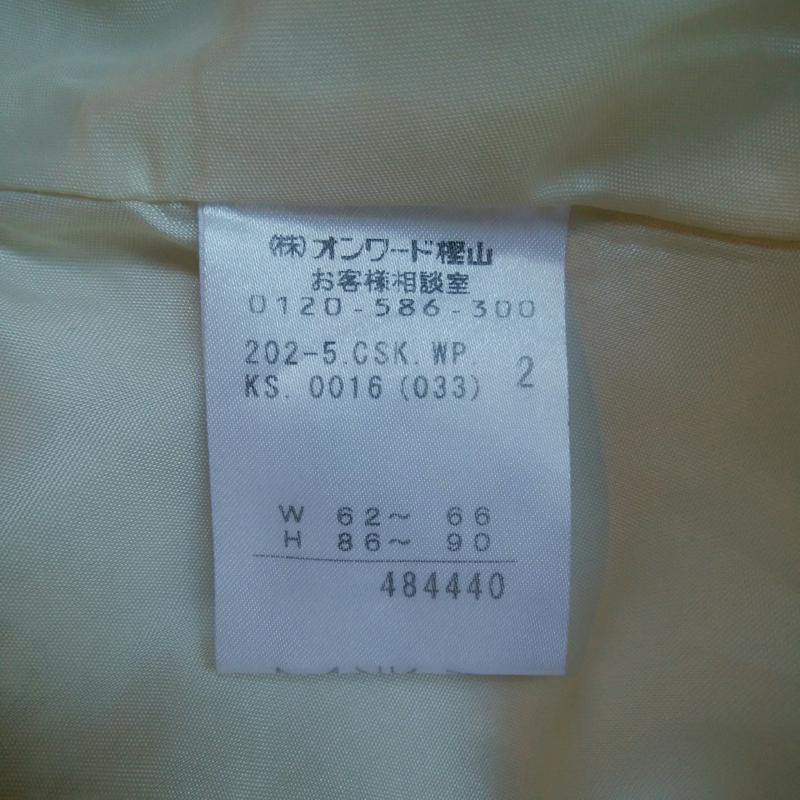 (株)オンワード樫山
お客様相談室
0120-586-300
202-5.CSK.WP.
KS. 0016 (033) 2
W 62~ 66
H 86~ 90
484440